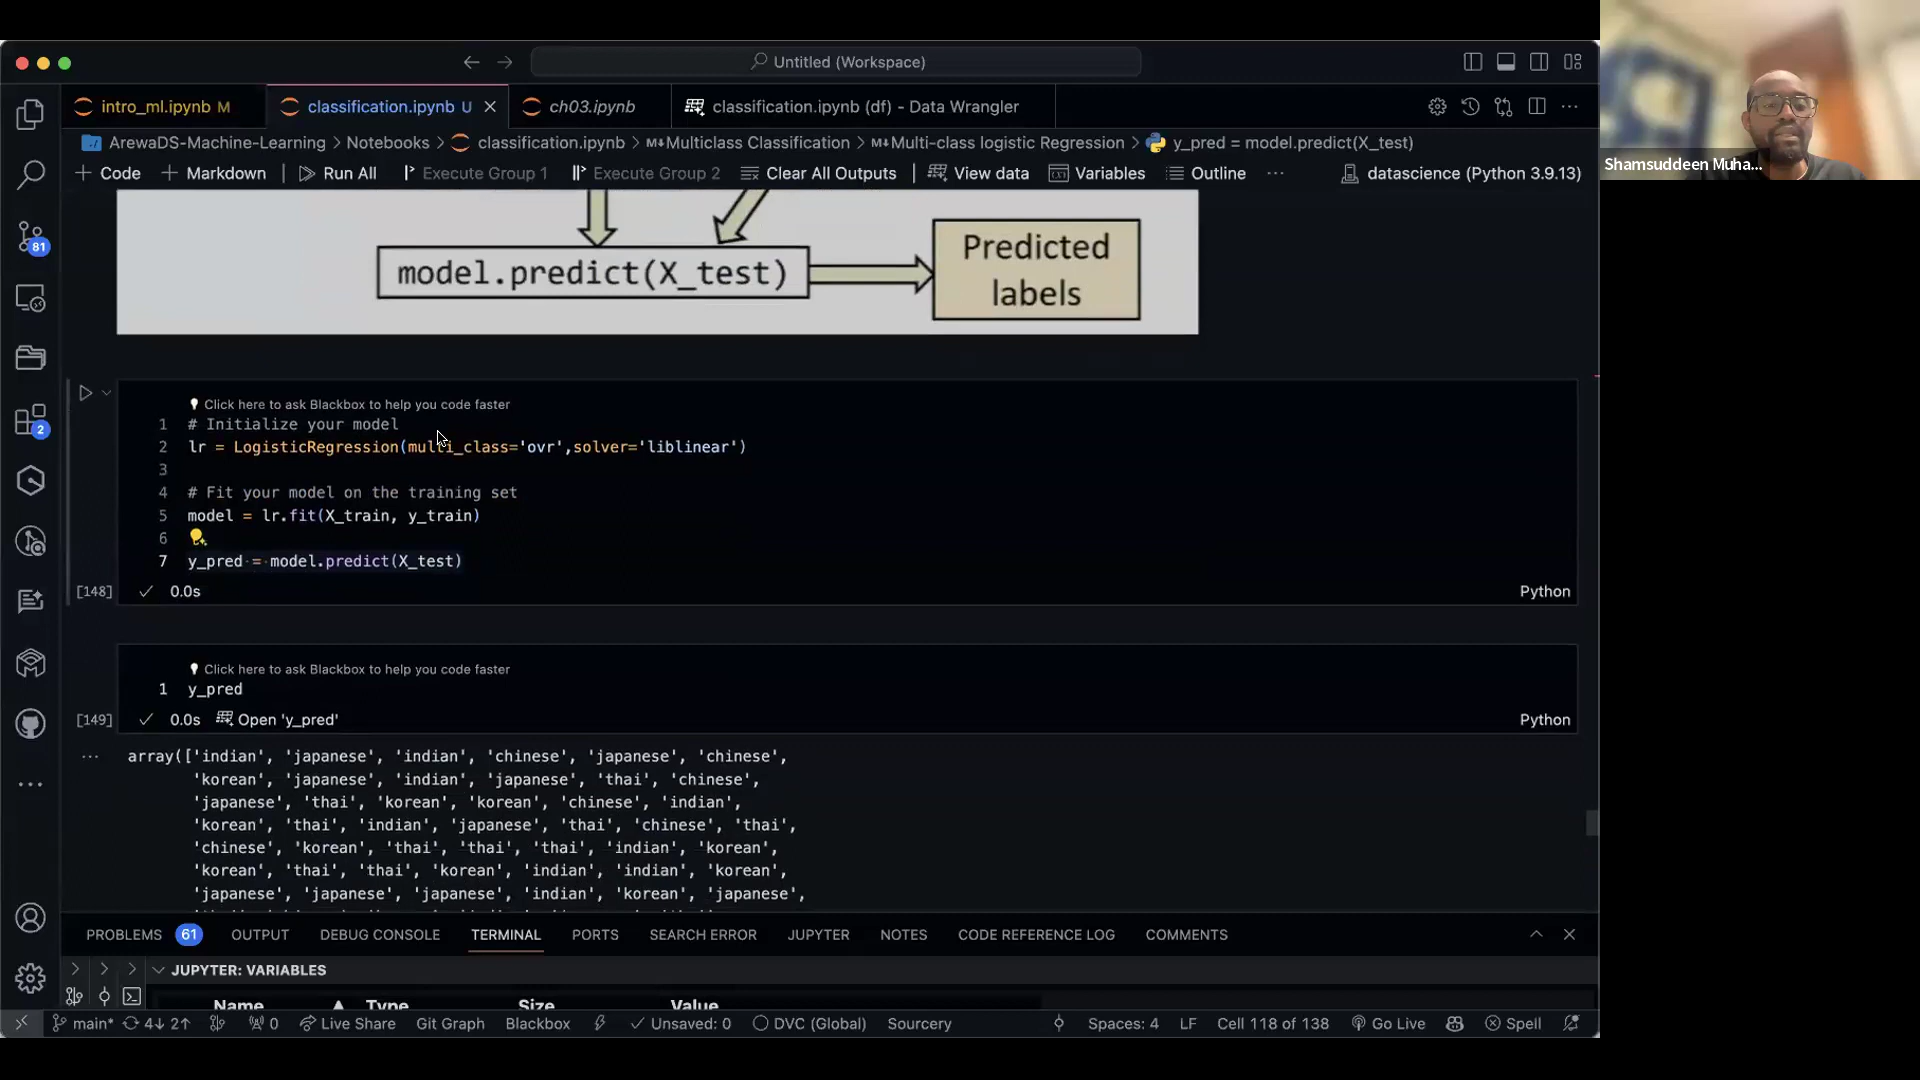 Untitled (Workspace)
intro_ml.ipynb M
classification.ipynb U
ch03.ipynb
classification.ipynb (df) - Data Wrangler
ArewaDS-Machine-Learning > Notebooks > classification.ipynb > M↓Multiclass Classification > M↓Multi-class logistic Regression > y_pred = model.predict(X_test)
+ Code + Markdown Run All Execute Group 1 Execute Group 2 Clear All Outputs View data Variables Outline ... datascience (Python 3.9.13)
Shamsuddeen Muha...
81
2
model.predict(X_test)
Predicted
labels
Click here to ask Blackbox to help you code faster
1 # Initialize your model
2 lr = LogisticRegression(multi_class='ovr',solver='liblinear')
3
4 # Fit your model on the training set
5 model = lr.fit(X_train, y_train)
6
7 y_pred = model.predict(X_test)
[148] ✓ 0.0s Python
Click here to ask Blackbox to help you code faster
1 y_pred
[149] ✓ 0.0s Open 'y_pred' Python
... array(['indian', 'japanese', 'indian', 'chinese', 'japanese', 'chinese',
'korean', 'japanese', 'indian', 'japanese', 'thai', 'chinese',
'japanese', 'thai', 'korean', 'korean', 'chinese', 'indian',
'korean', 'thai', 'indian', 'japanese', 'thai', 'chinese', 'thai',
'chinese', 'korean', 'thai', 'thai', 'thai', 'indian', 'korean',
'korean', 'thai', 'thai', 'korean', 'indian', 'indian', 'korean',
'japanese', 'japanese', 'japanese', 'indian', 'korean', 'japanese',
PROBLEMS 61 OUTPUT DEBUG CONSOLE TERMINAL PORTS SEARCH ERROR JUPYTER NOTES CODE REFERENCE LOG COMMENTS
JUPYTER: VARIABLES
Name ▲ Type Size Value
main* 4↓ 2↑ 0 Live Share Git Graph Blackbox ✓ Unsaved: 0 DVC (Global) Sourcery Spaces: 4 LF Cell 118 of 138 Go Live Spell